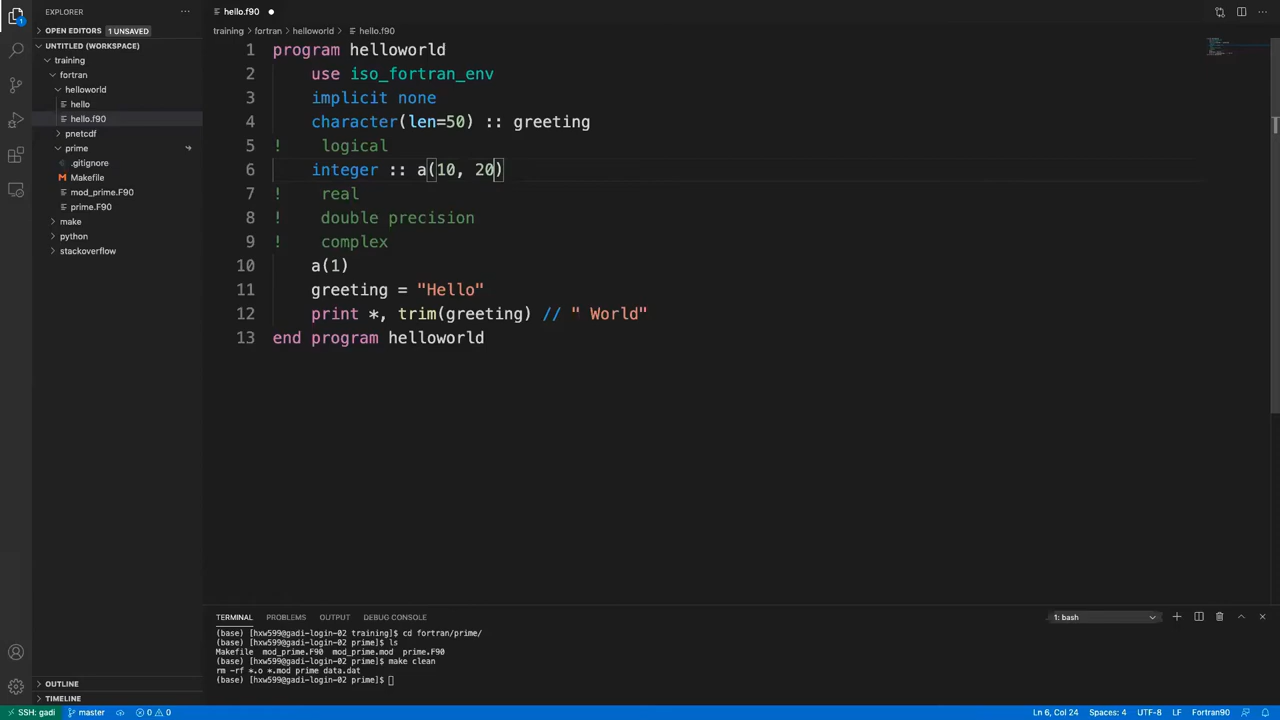 EXPLORER
...
hello.f90
...
OPEN EDITORS 1 UNSAVED
UNTITLED (WORKSPACE)
training
fortran
helloworld
hello
hello.f90
pnetcdf
prime
.gitignore
Makefile
mod_prime.F90
prime.F90
make
python
stackoverflow
OUTLINE
TIMELINE
training > fortran > helloworld > hello.f90
1 program helloworld
2 use iso_fortran_env
3 implicit none
4 character(len=50) :: greeting
5 ! logical
6 integer :: a(10, 20)
7 ! real
8 ! double precision
9 ! complex
10 a(1)
11 greeting = "Hello"
12 print *, trim(greeting) // " World"
13 end program helloworld
TERMINAL PROBLEMS OUTPUT DEBUG CONSOLE 1: bash
(base) [hxw599@gadi-login-02 training]$ cd fortran/prime/
(base) [hxw599@gadi-login-02 prime]$ ls
Makefile mod_prime.F90 mod_prime.mod prime.F90
(base) [hxw599@gadi-login-02 prime]$ make clean
rm -rf *.o *.mod prime data.dat
(base) [hxw599@gadi-login-02 prime]$
1
SSH: gadi master 0 0 Ln 6, Col 24 Spaces: 4 UTF-8 LF Fortran90